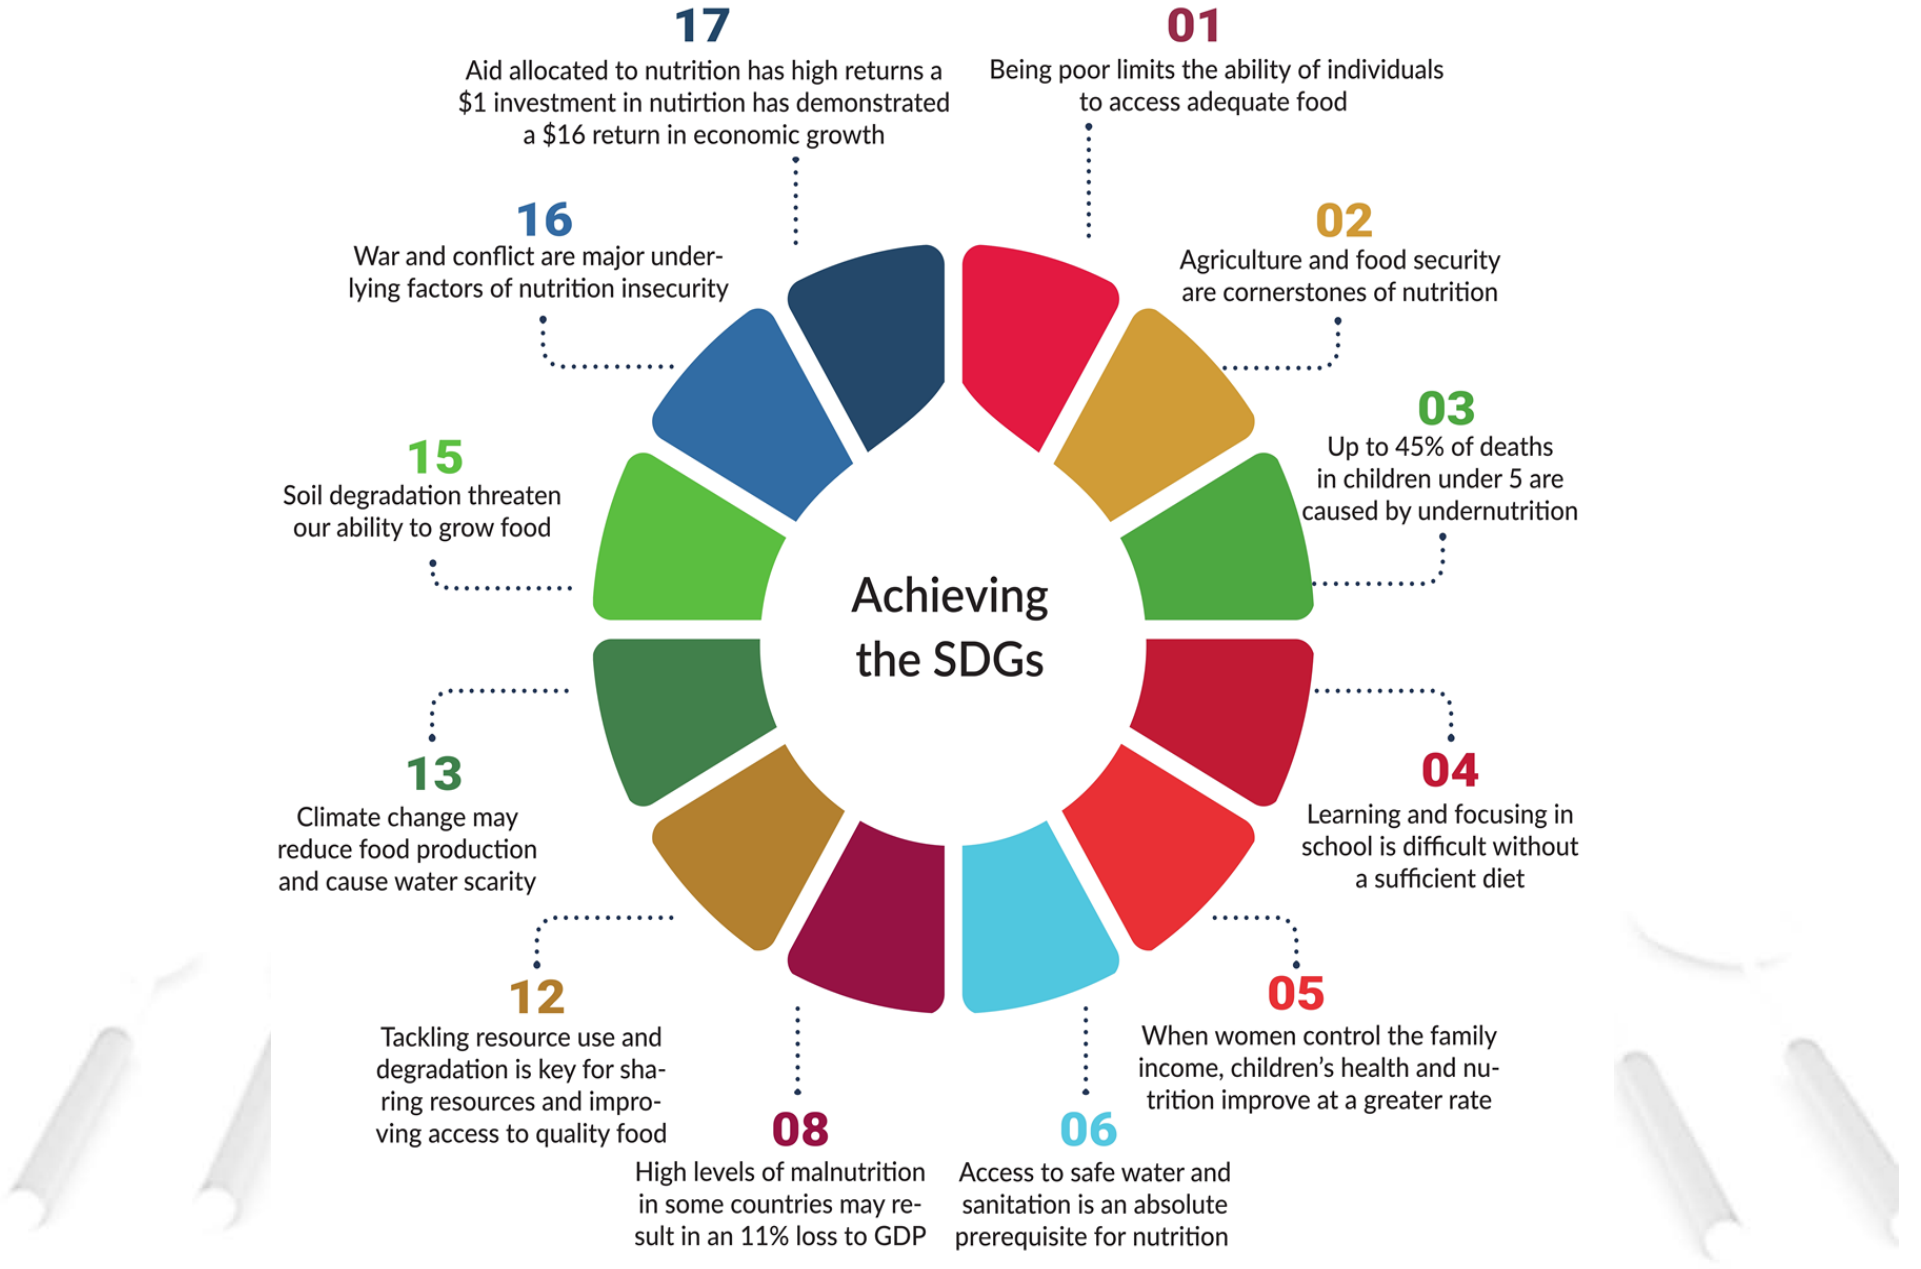 17
Aid allocated to nutrition has high returns a
$1 investment in nutirtion has demonstrated
a $16 return in economic growth
01
Being poor limits the ability of individuals
to access adequate food
16
War and conflict are major under-
lying factors of nutrition insecurity
02
Agriculture and food security
are cornerstones of nutrition
15
Soil degradation threaten
our ability to grow food
03
Up to 45% of deaths
in children under 5 are
caused by undernutrition
Achieving
the SDGs
13
Climate change may
reduce food production
and cause water scarity
04
Learning and focusing in
school is difficult without
a sufficient diet
12
Tackling resource use and
degradation is key for sha-
ring resources and impro-
ving access to quality food
05
When women control the family
income, children’s health and nu-
trition improve at a greater rate
08
High levels of malnutrition
in some countries may re-
sult in an 11% loss to GDP
06
Access to safe water and
sanitation is an absolute
prerequisite for nutrition